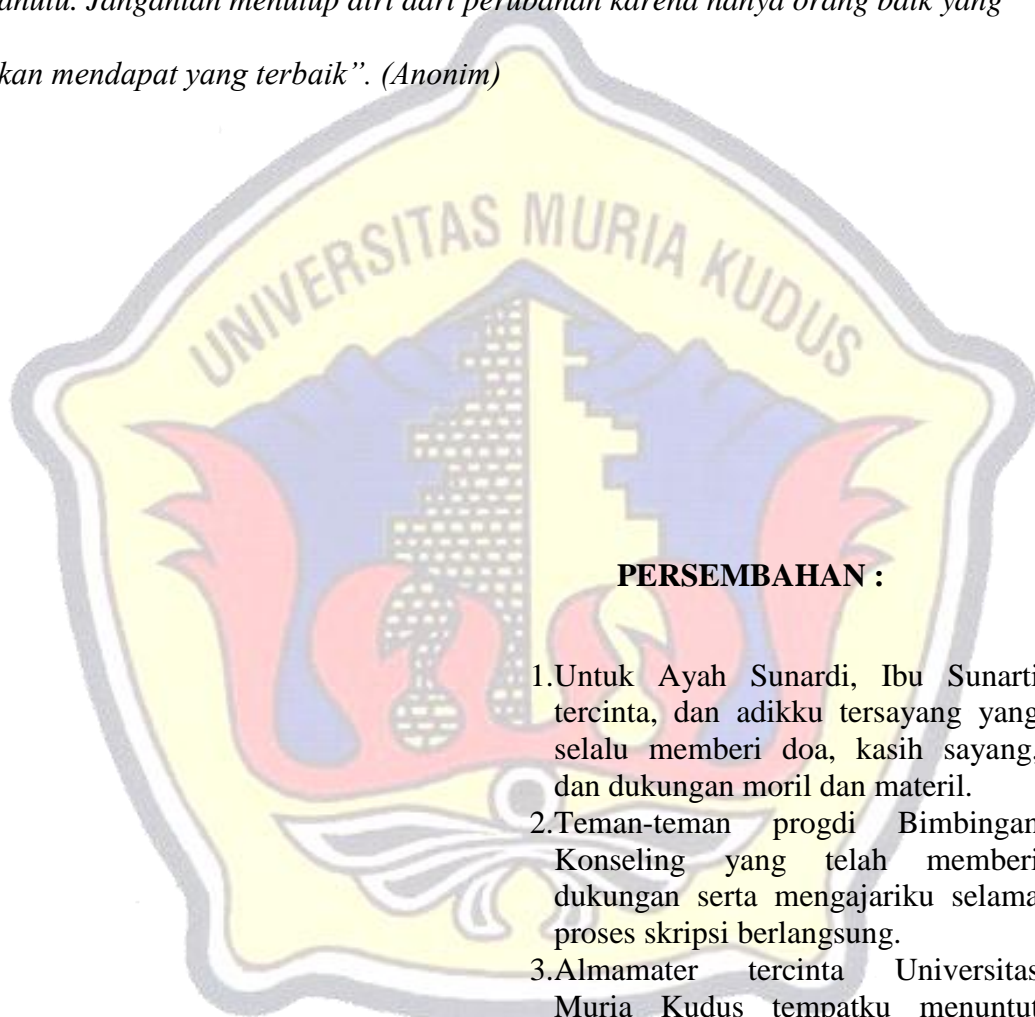 dahulu. Janganlah menutup diri dari perubahan karena hanya orang baik yang
akan mendapat yang terbaik”. (Anonim)
UNIVERSITAS MURIA KUDUS
PERSEMBAHAN :
1.Untuk Ayah Sunardi, Ibu Sunarti
tercinta, dan adikku tersayang yang
selalu memberi doa, kasih sayang,
dan dukungan moril dan materil.
2.Teman-teman progdi Bimbingan
Konseling yang telah memberi
dukungan serta mengajariku selama
proses skripsi berlangsung.
3.Almamater tercinta Universitas
Muria Kudus tempatku menuntut